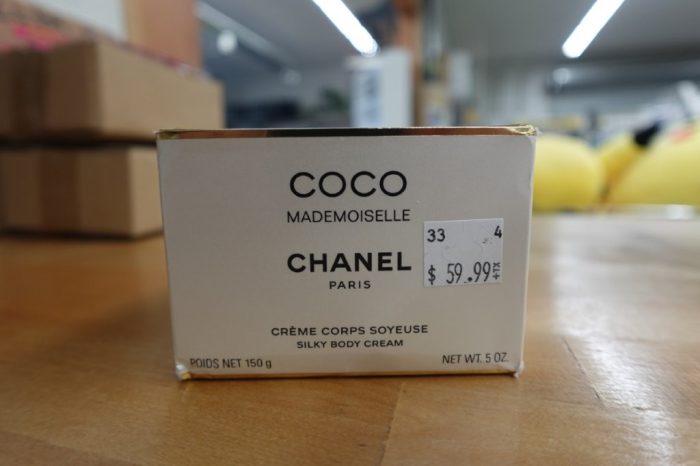 COCO
MADEMOISELLE
CHANEL
PARIS
33 4
$ 59.99 +TX
CRÈME CORPS SOYEUSE
SILKY BODY CREAM
POIDS NET 150 g
NET WT. 5 OZ.